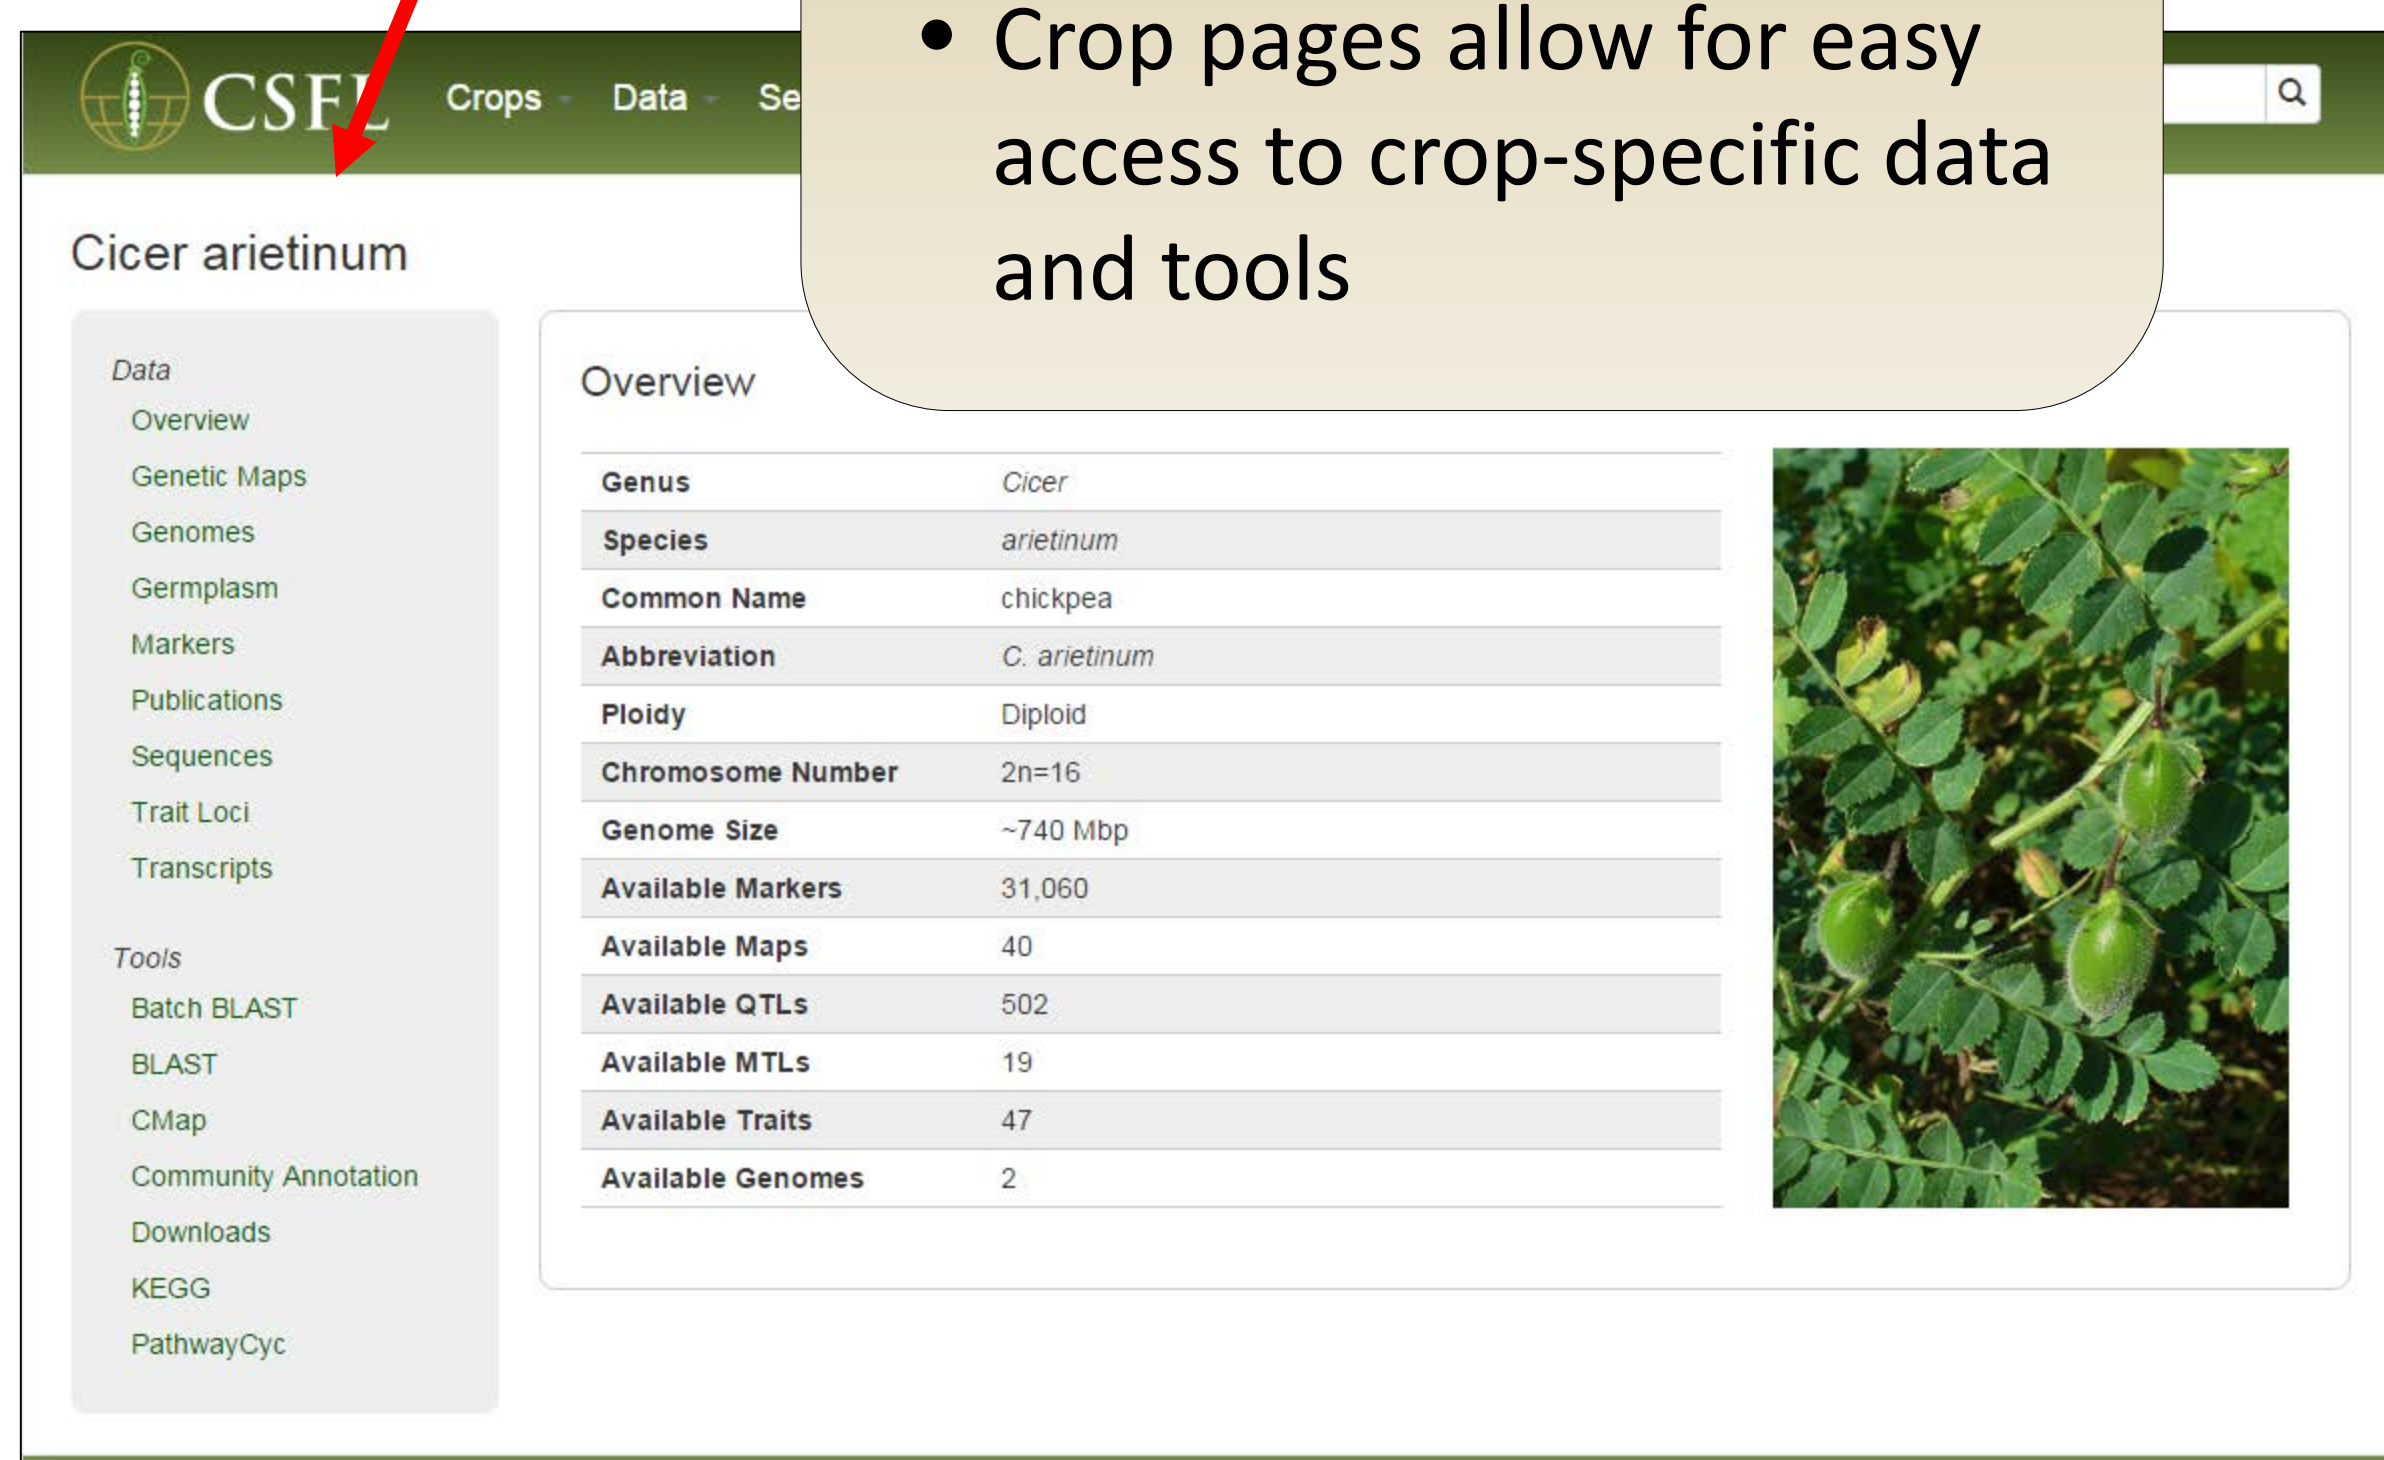 • Crop pages allow for easy
access to crop-specific data
and tools
CSFL Crops Data
Cicer arietinum
Data
Overview
Genetic Maps
Genomes
Germplasm
Markers
Publications
Sequences
Trait Loci
Transcripts
Tools
Batch BLAST
BLAST
CMap
Community Annotation
Downloads
KEGG
PathwayCyc
Overview
Genus Cicer
Species arietinum
Common Name chickpea
Abbreviation C. arietinum
Ploidy Diploid
Chromosome Number 2n=16
Genome Size ~740 Mbp
Available Markers 31,060
Available Maps 40
Available QTLs 502
Available MTLs 19
Available Traits 47
Available Genomes 2